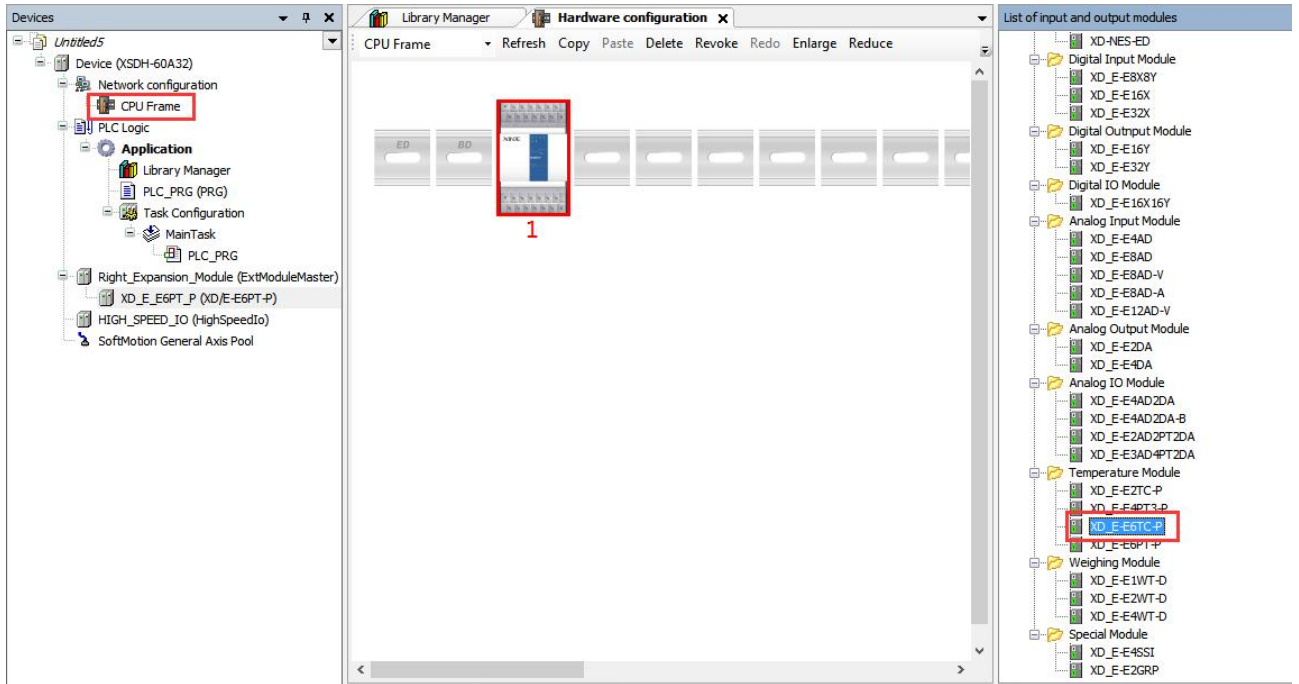 Devices
Untitled5
Device (XSDH-60A32)
Network configuration
CPU Frame
PLC Logic
Application
Library Manager
PLC_PRG (PRG)
Task Configuration
MainTask
PLC_PRG
Right_Expansion_Module (ExtModuleMaster)
XD_E_E6PT_P (XD/E-E6PT-P)
HIGH_SPEED_IO (HighSpeedIo)
SoftMotion General Axis Pool
Library Manager
Hardware configuration
CPU Frame Refresh Copy Paste Delete Revoke Redo Enlarge Reduce
ED BD
1
List of input and output modules
XD-NES-ED
Digital Input Module
XD_E-E8X8Y
XD_E-E16X
XD_E-E32X
Digital Outnput Module
XD_E-E16Y
XD_E-E32Y
Digital IO Module
XD_E-E16X16Y
Analog Input Module
XD_E-E4AD
XD_E-E8AD
XD_E-E8AD-V
XD_E-E8AD-A
XD_E-E12AD-V
Analog Output Module
XD_E-E2DA
XD_E-E4DA
Analog IO Module
XD_E-E4AD2DA
XD_E-E4AD2DA-B
XD_E-E2AD2PT2DA
XD_E-E3AD4PT2DA
Temperature Module
XD_E-E2TC-P
XD_E-E4PT3-P
XD_E-E6TC-P
XD_E-E6PT-P
Weighing Module
XD_E-E1WT-D
XD_E-E2WT-D
XD_E-E4WT-D
Special Module
XD_E-E4SSI
XD_E-E2GRP